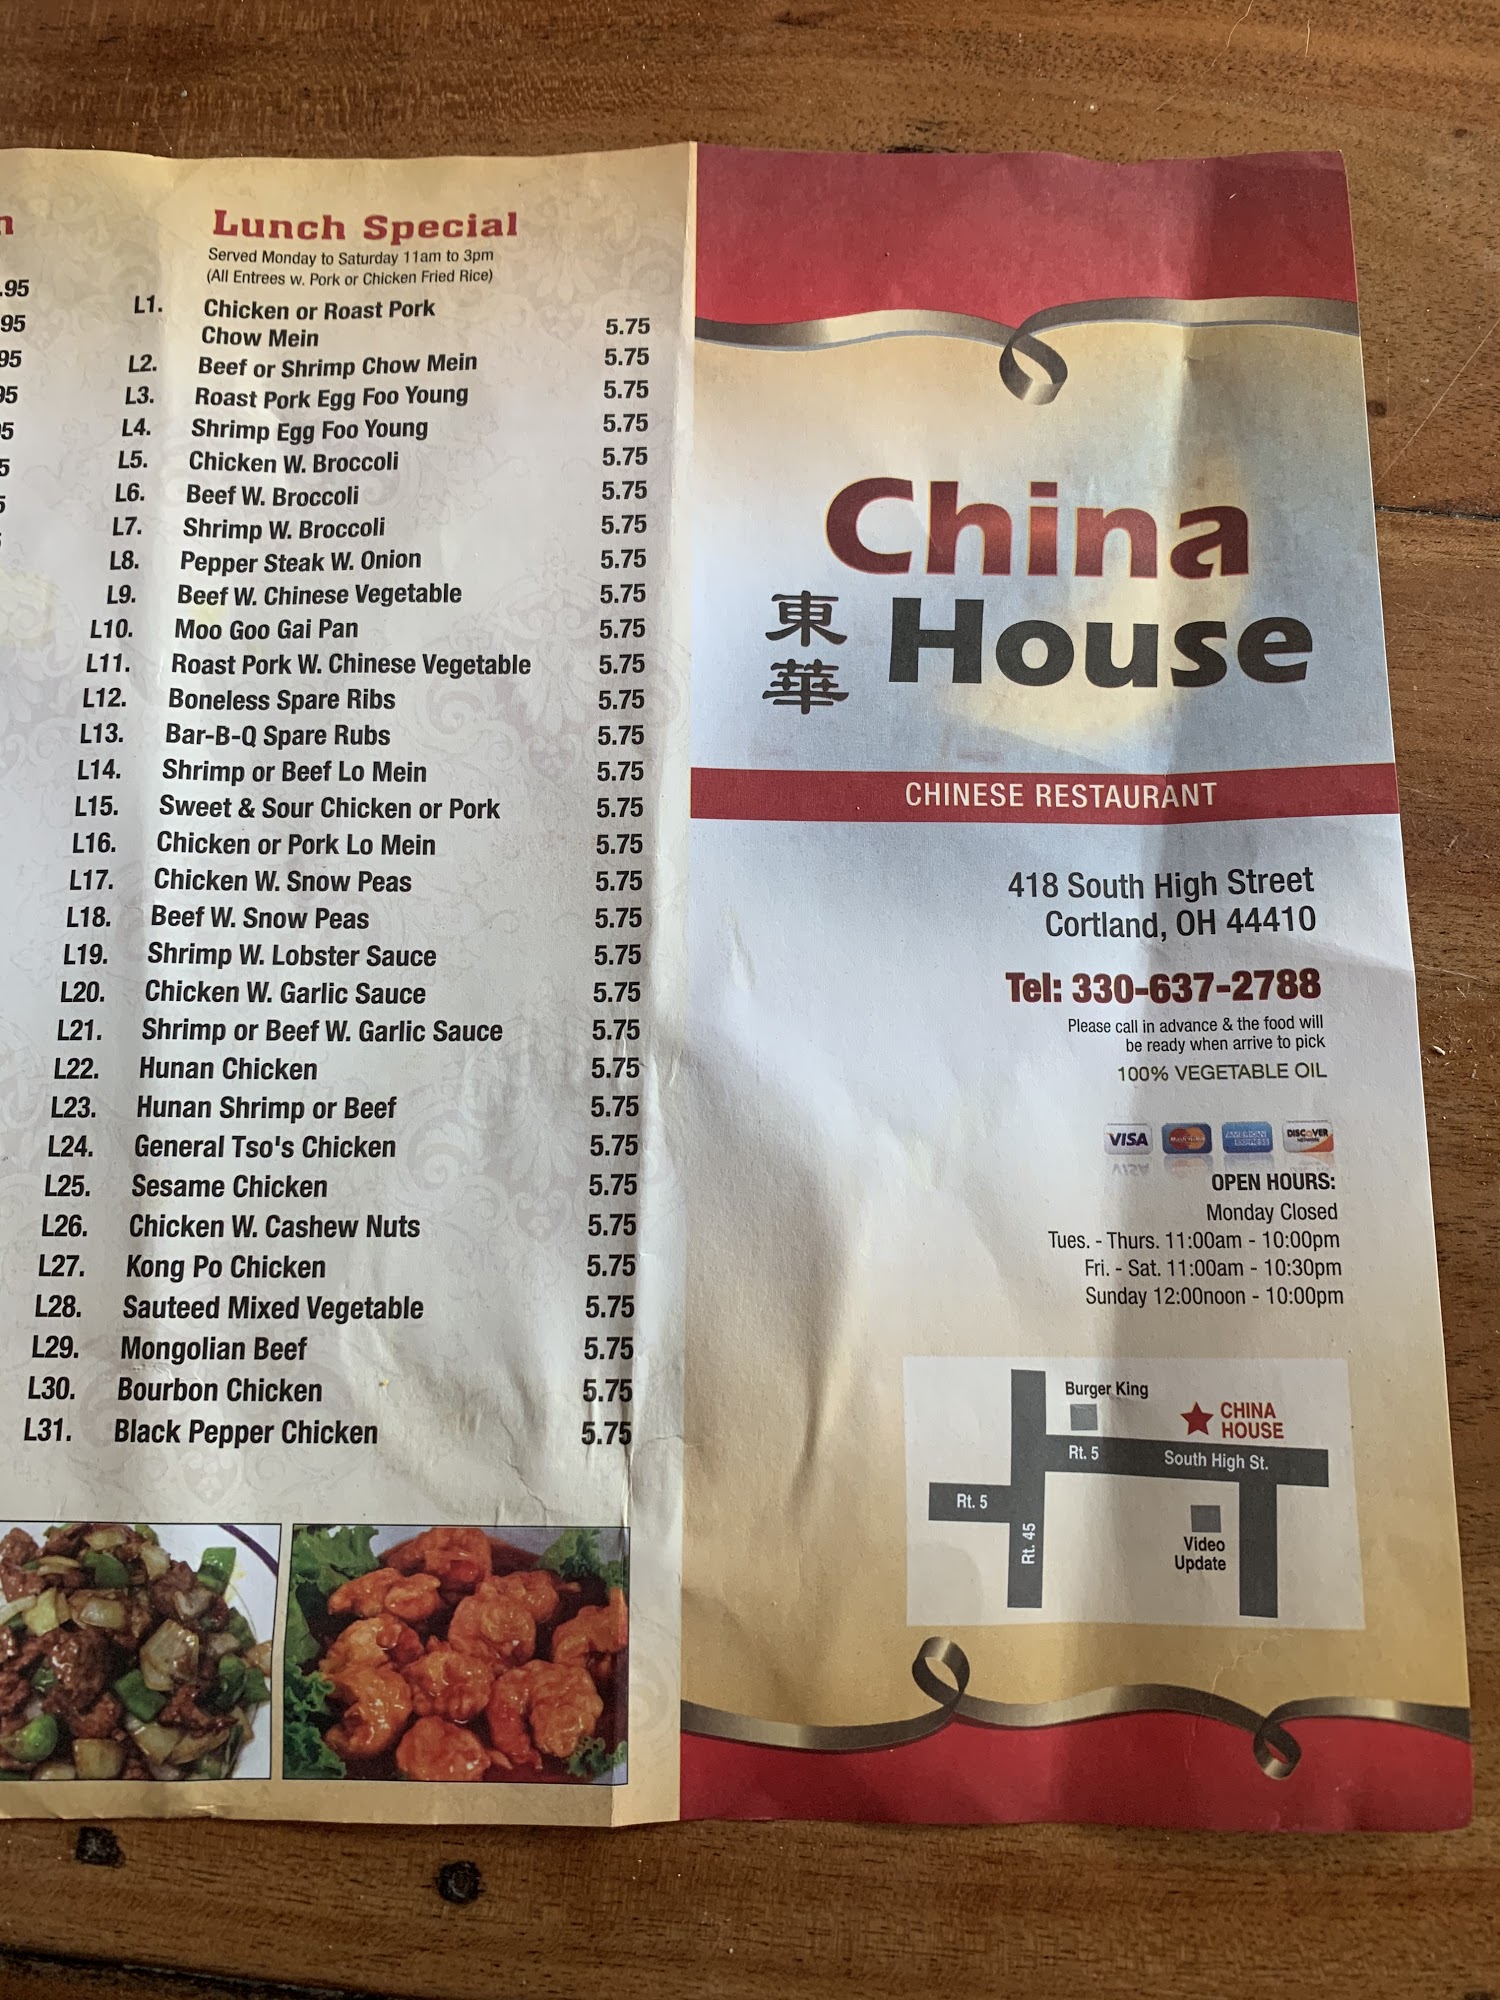 n
.95
95
95
95
5
5
5
Lunch Special
Served Monday to Saturday 11am to 3pm
(All Entrees w. Pork or Chicken Fried Rice)
L1. Chicken or Roast Pork
Chow Mein 5.75
L2. Beef or Shrimp Chow Mein 5.75
L3. Roast Pork Egg Foo Young 5.75
L4. Shrimp Egg Foo Young 5.75
L5. Chicken W. Broccoli 5.75
L6. Beef W. Broccoli 5.75
L7. Shrimp W. Broccoli 5.75
L8. Pepper Steak W. Onion 5.75
L9. Beef W. Chinese Vegetable 5.75
L10. Moo Goo Gai Pan 5.75
L11. Roast Pork W. Chinese Vegetable 5.75
L12. Boneless Spare Ribs 5.75
L13. Bar-B-Q Spare Rubs 5.75
L14. Shrimp or Beef Lo Mein 5.75
L15. Sweet & Sour Chicken or Pork 5.75
L16. Chicken or Pork Lo Mein 5.75
L17. Chicken W. Snow Peas 5.75
L18. Beef W. Snow Peas 5.75
L19. Shrimp W. Lobster Sauce 5.75
L20. Chicken W. Garlic Sauce 5.75
L21. Shrimp or Beef W. Garlic Sauce 5.75
L22. Hunan Chicken 5.75
L23. Hunan Shrimp or Beef 5.75
L24. General Tso's Chicken 5.75
L25. Sesame Chicken 5.75
L26. Chicken W. Cashew Nuts 5.75
L27. Kong Po Chicken 5.75
L28. Sauteed Mixed Vegetable 5.75
L29. Mongolian Beef 5.75
L30. Bourbon Chicken 5.75
L31. Black Pepper Chicken 5.75
China
東華 House
CHINESE RESTAURANT
418 South High Street
Cortland, OH 44410
Tel: 330-637-2788
Please call in advance & the food will
be ready when arrive to pick
100% VEGETABLE OIL
VISA MasterCard AMERICAN EXPRESS DISCOVER NETWORK
OPEN HOURS:
Monday Closed
Tues. - Thurs. 11:00am - 10:00pm
Fri. - Sat. 11:00am - 10:30pm
Sunday 12:00noon - 10:00pm
Burger King
CHINA
HOUSE
Rt. 5
South High St.
Rt. 5
Rt. 45
Video
Update